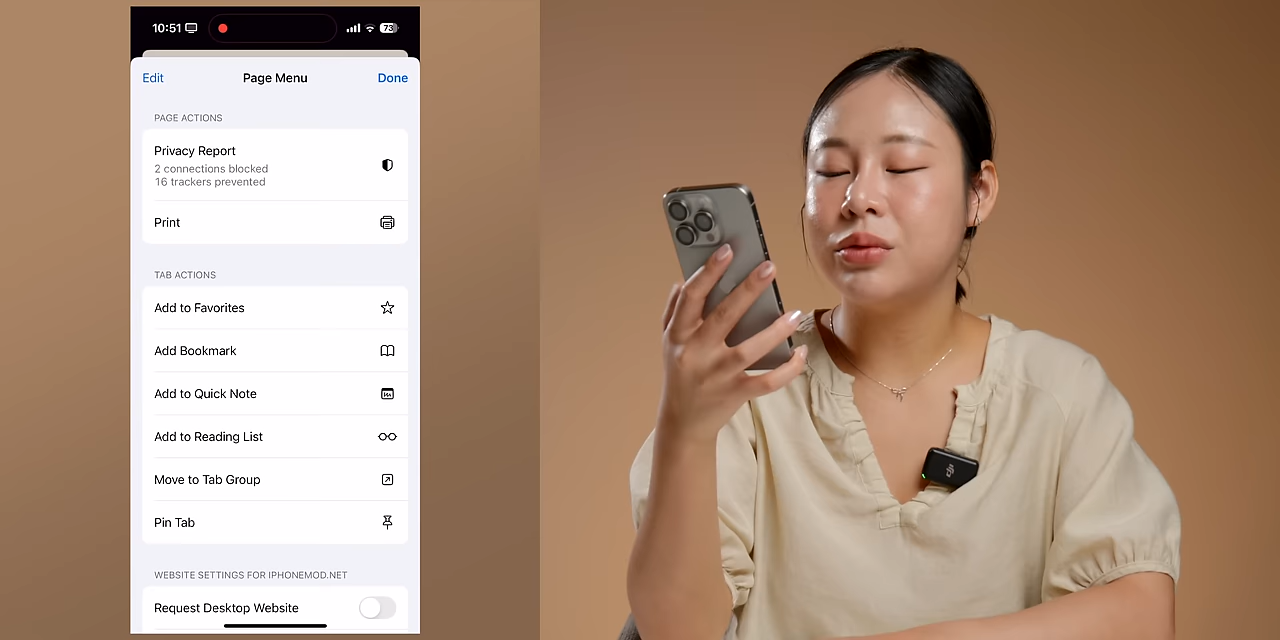 10:51
73
Edit
Page Menu
Done
PAGE ACTIONS
Privacy Report
2 connections blocked
16 trackers prevented
Print
TAB ACTIONS
Add to Favorites
Add Bookmark
Add to Quick Note
Add to Reading List
Move to Tab Group
Pin Tab
WEBSITE SETTINGS FOR IPHONEMOD.NET
Request Desktop Website
dji